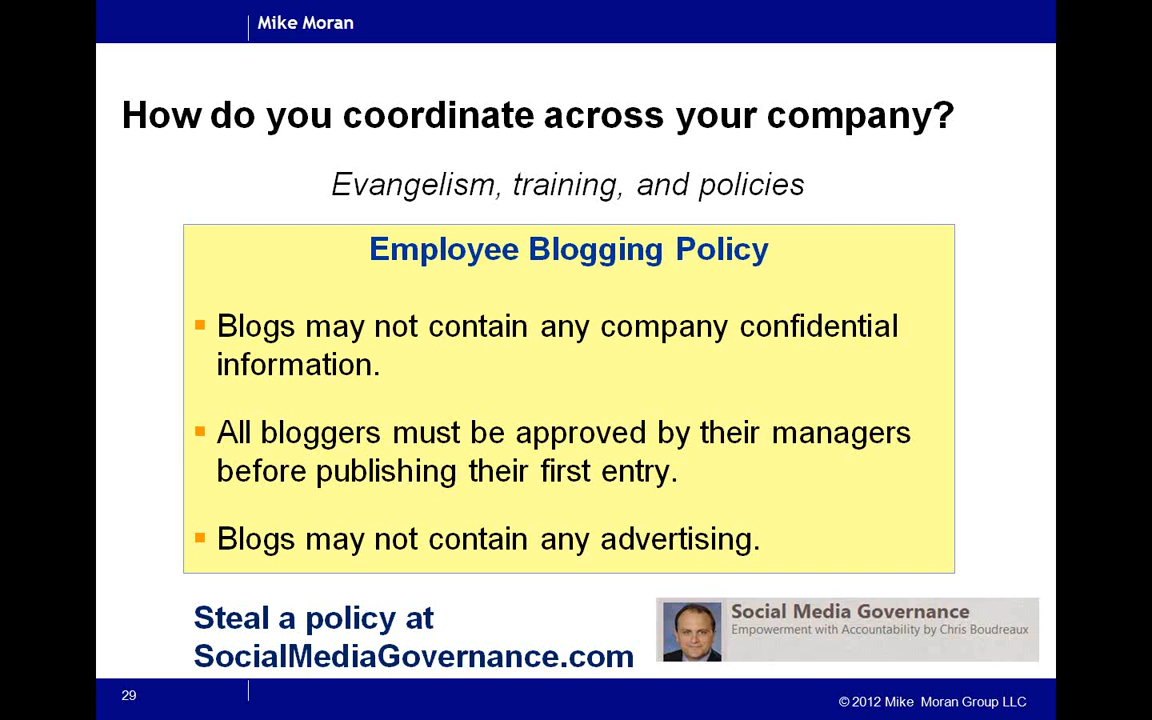 Mike Moran
How do you coordinate across your company?
Evangelism, training, and policies
Employee Blogging Policy
▪ Blogs may not contain any company confidential
information.
▪ All bloggers must be approved by their managers
before publishing their first entry.
▪ Blogs may not contain any advertising.
Steal a policy at
SocialMediaGovernance.com
Social Media Governance
Empowerment with Accountability by Chris Boudreaux
29
© 2012 Mike Moran Group LLC